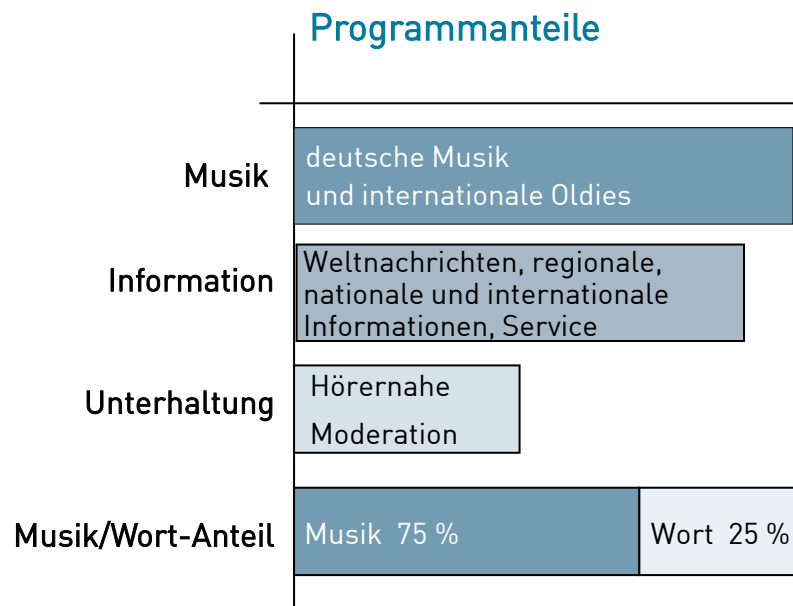 Programmanteile
Musik
deutsche Musik
und internationale Oldies
Information
Weltnachrichten, regionale,
nationale und internationale
Informationen, Service
Unterhaltung
Hörernahe
Moderation
Musik/Wort-Anteil
Musik 75 %
Wort 25 %